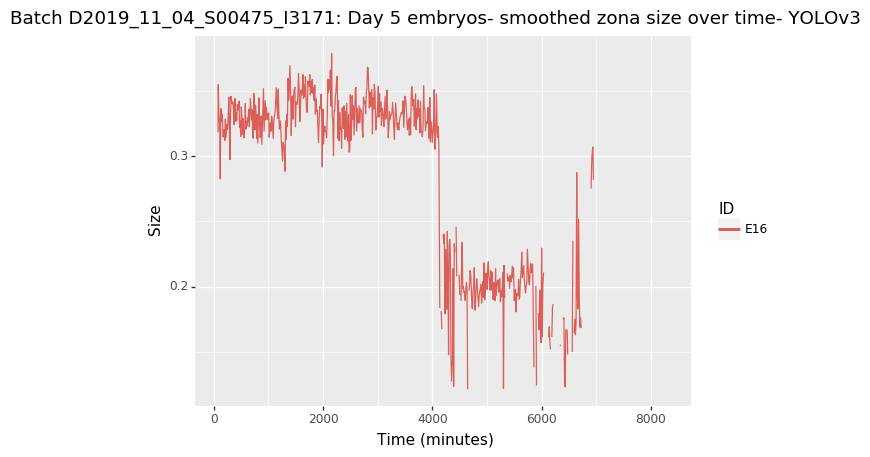 Batch D2019_11_04_S00475_I3171: Day 5 embryos- smoothed zona size over time- YOLOv3
0.3
0.2
Size
0
2000
4000
6000
8000
Time (minutes)
ID
E16